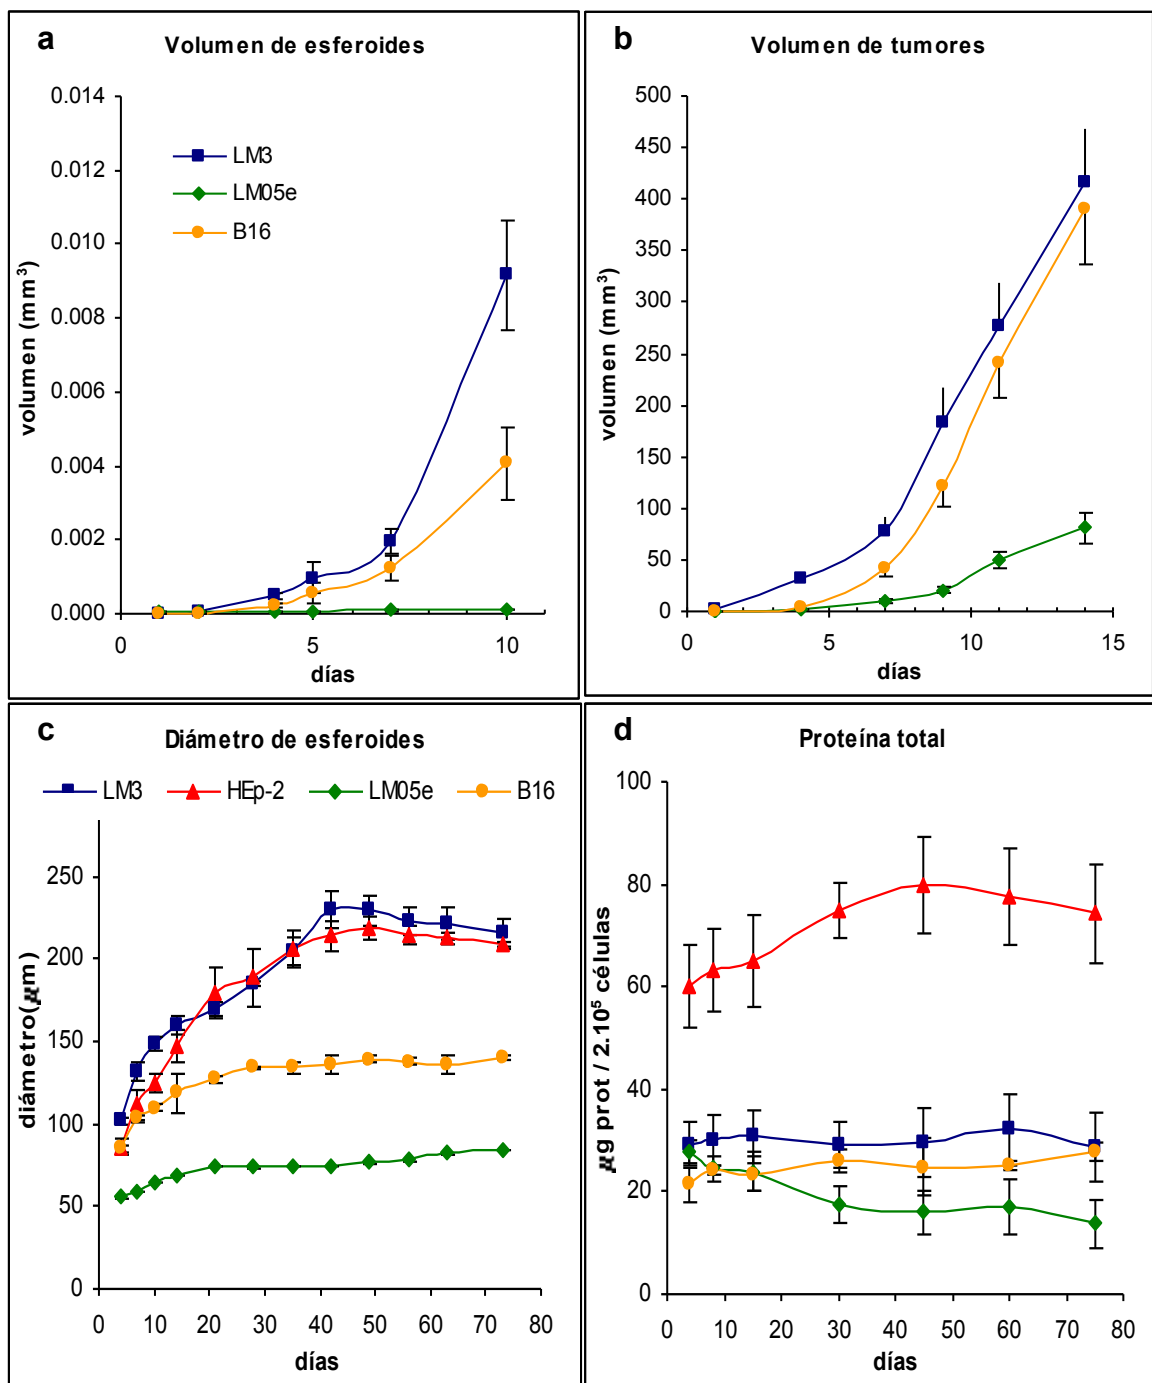 a
Volumen de esferoides
0.014
0.012
0.010
0.008
0.006
0.004
0.002
0.000
volumen (mm³)
LM3
LM05e
B16
0 5 10
días
b
Volumen de tumores
500
450
400
350
300
250
200
150
100
50
0
volumen (mm³)
0 5 10 15
días
c
Diámetro de esferoides
LM3 HEp-2 LM05e B16
250
200
150
100
50
0
diámetro(µm)
0 10 20 30 40 50 60 70 80
días
d
Proteína total
100
80
60
40
20
0
µg prot / 2.10⁵ células
0 10 20 30 40 50 60 70 80
días